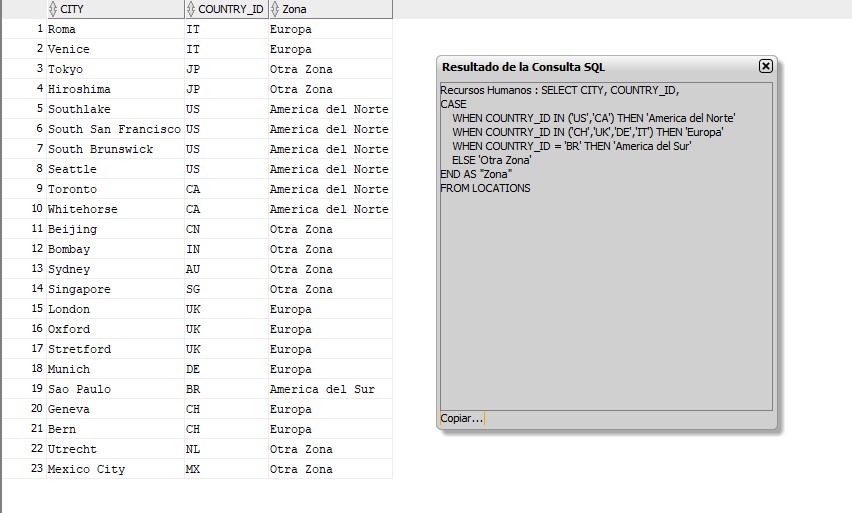 CITY COUNTRY_ID Zona
1 Roma IT Europa
2 Venice IT Europa
3 Tokyo JP Otra Zona
4 Hiroshima JP Otra Zona
5 Southlake US America del Norte
6 South San Francisco US America del Norte
7 South Brunswick US America del Norte
8 Seattle US America del Norte
9 Toronto CA America del Norte
10 Whitehorse CA America del Norte
11 Beijing CN Otra Zona
12 Bombay IN Otra Zona
13 Sydney AU Otra Zona
14 Singapore SG Otra Zona
15 London UK Europa
16 Oxford UK Europa
17 Stretford UK Europa
18 Munich DE Europa
19 Sao Paulo BR America del Sur
20 Geneva CH Europa
21 Bern CH Europa
22 Utrecht NL Otra Zona
23 Mexico City MX Otra Zona
Resultado de la Consulta SQL
Recursos Humanos : SELECT CITY, COUNTRY_ID,
CASE
WHEN COUNTRY_ID IN ('US','CA') THEN 'America del Norte'
WHEN COUNTRY_ID IN ('CH','UK','DE','IT') THEN 'Europa'
WHEN COUNTRY_ID = 'BR' THEN 'America del Sur'
ELSE 'Otra Zona'
END AS "Zona"
FROM LOCATIONS
Copiar...